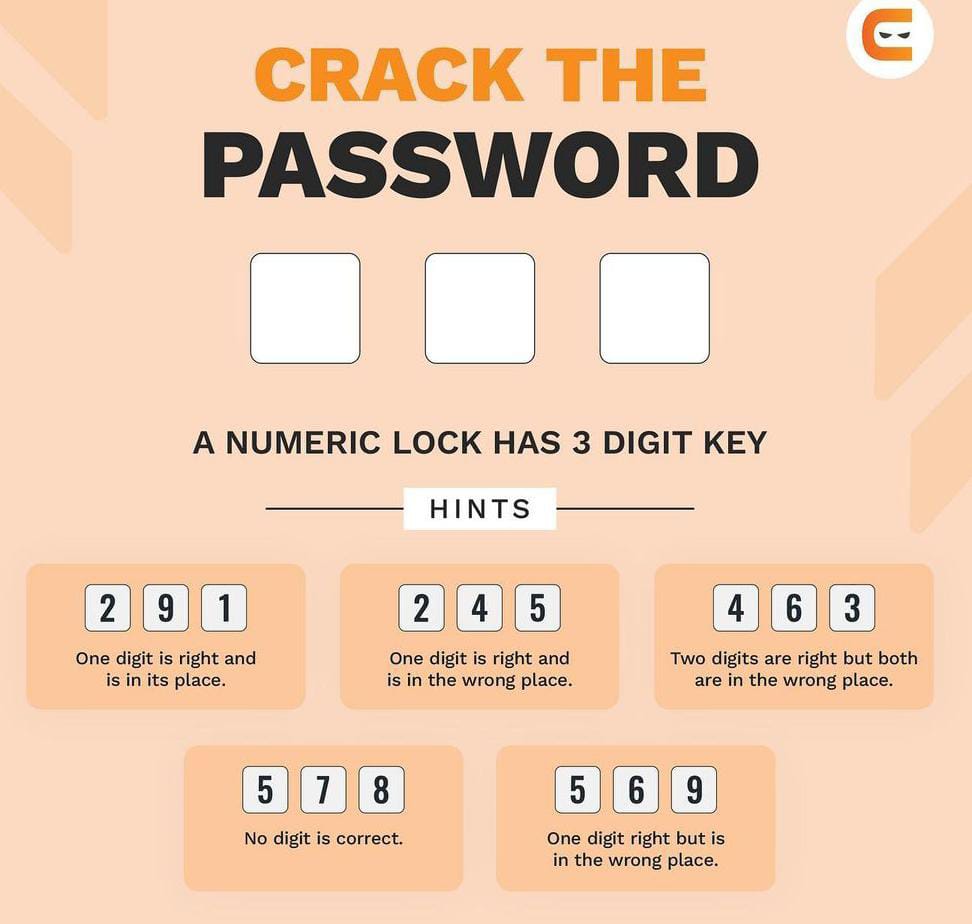 CRACK THE
PASSWORD
A NUMERIC LOCK HAS 3 DIGIT KEY
HINTS
2 9 1
One digit is right and
is in its place.
2 4 5
One digit is right and
is in the wrong place.
4 6 3
Two digits are right but both
are in the wrong place.
5 7 8
No digit is correct.
5 6 9
One digit right but is
in the wrong place.